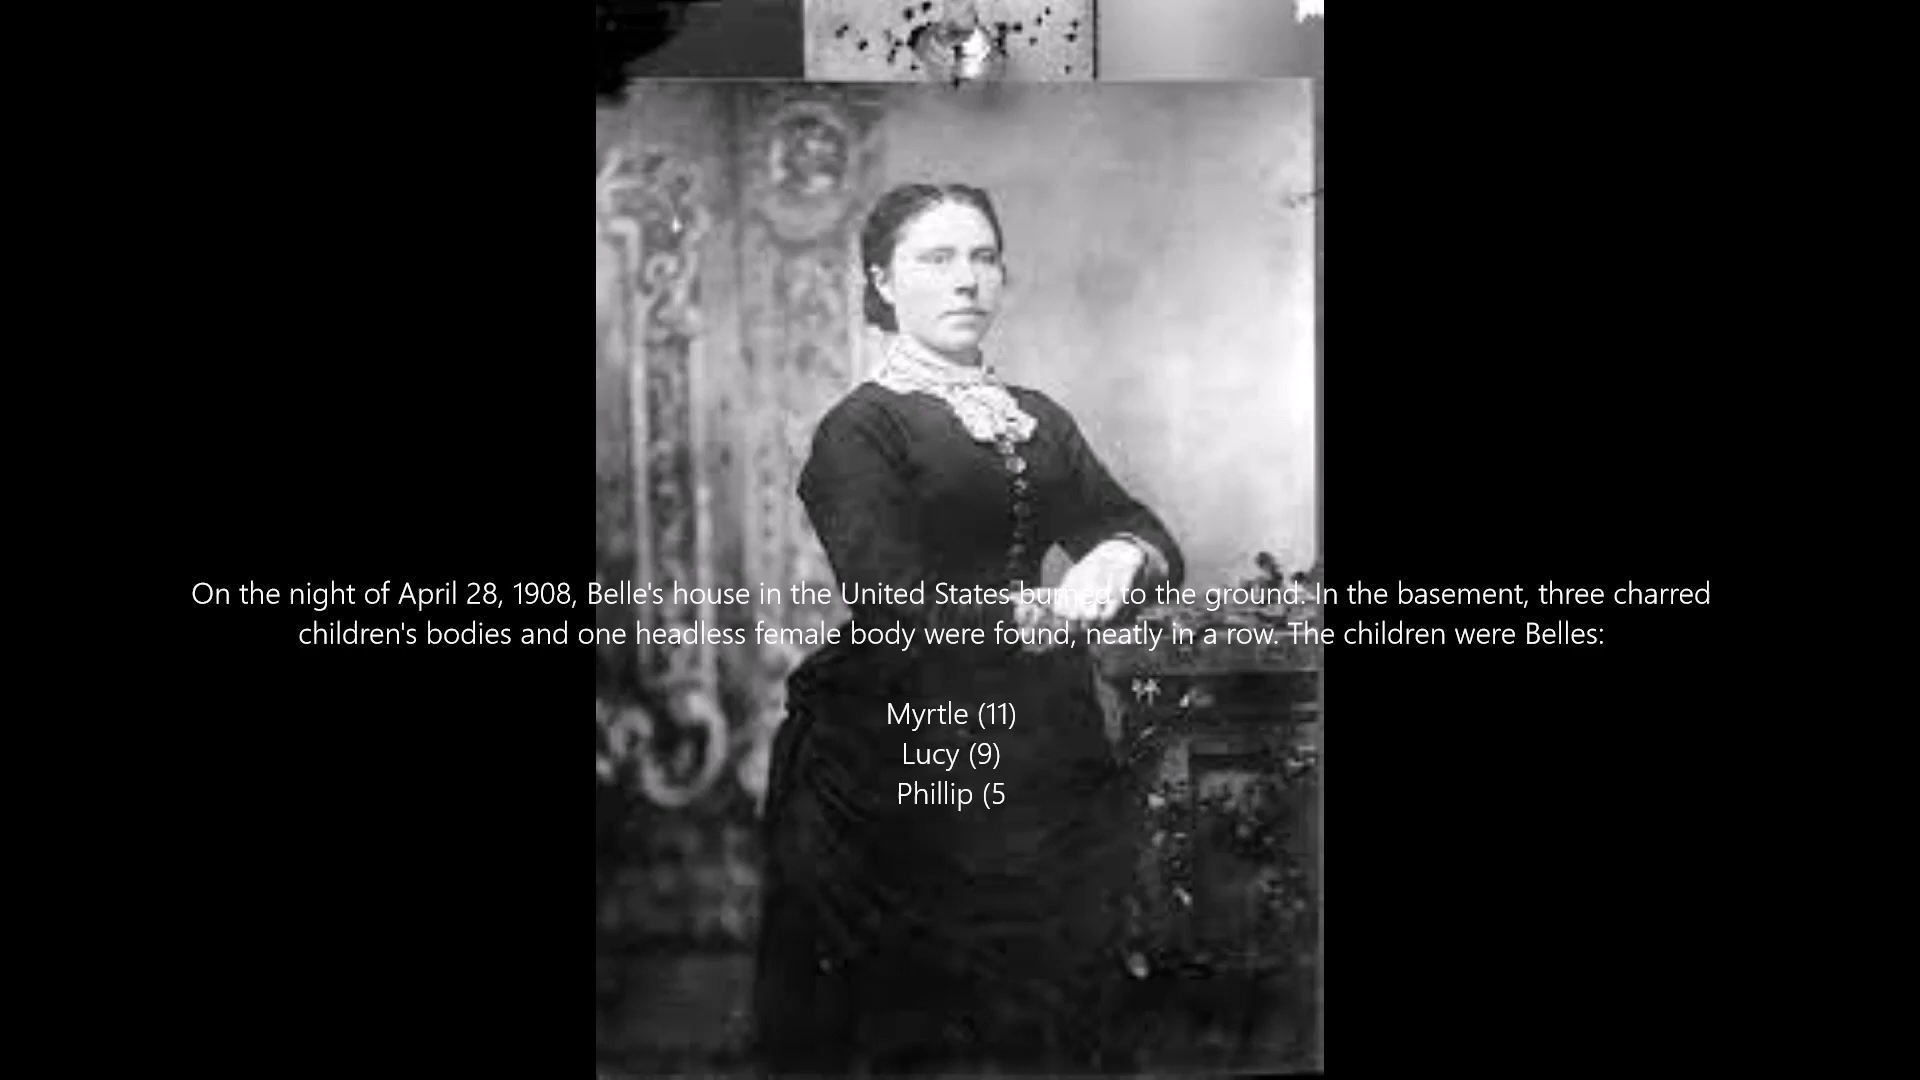 On the night of April 28, 1908, Belle's house in the United States burned to the ground. In the basement, three charred
children's bodies and one headless female body were found, neatly in a row. The children were Belles:
Myrtle (11)
Lucy (9)
Phillip (5